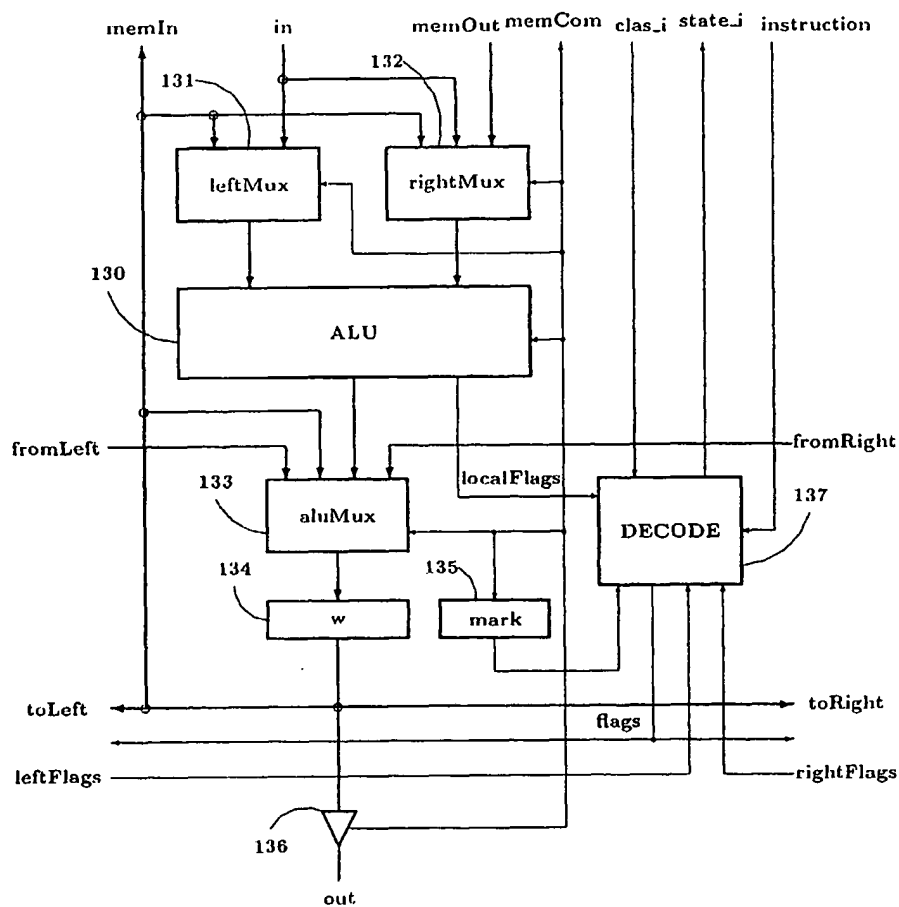 memIn in memOut memCom clas_i state_i instruction
131 132
leftMux rightMux
130
ALU
fromLeft fromRight
localFlags
133 aluMux DECODE 137
134 135
w mark
toLeft toRight
flags
leftFlags rightFlags
136
out